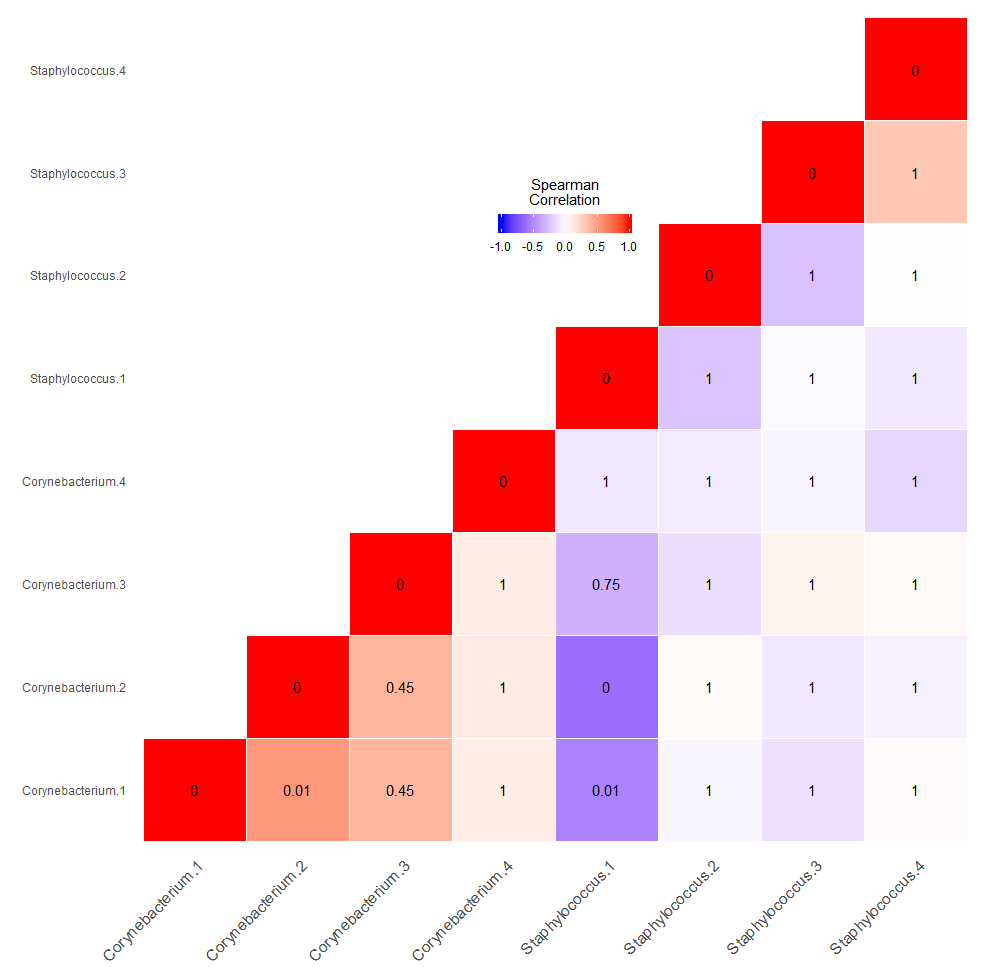 Staphylococcus.4
0
Staphylococcus.3
0
1
Spearman
Correlation
-1.0 -0.5 0.0 0.5 1.0
Staphylococcus.2
0
1
1
Staphylococcus.1
0
1
1
1
Corynebacterium.4
0
1
1
1
1
Corynebacterium.3
0
1
0.75
1
1
1
Corynebacterium.2
0
0.45
1
0
1
1
1
Corynebacterium.1
0
0.01
0.45
1
0.01
1
1
1
Corynebacterium.1
Corynebacterium.2
Corynebacterium.3
Corynebacterium.4
Staphylococcus.1
Staphylococcus.2
Staphylococcus.3
Staphylococcus.4